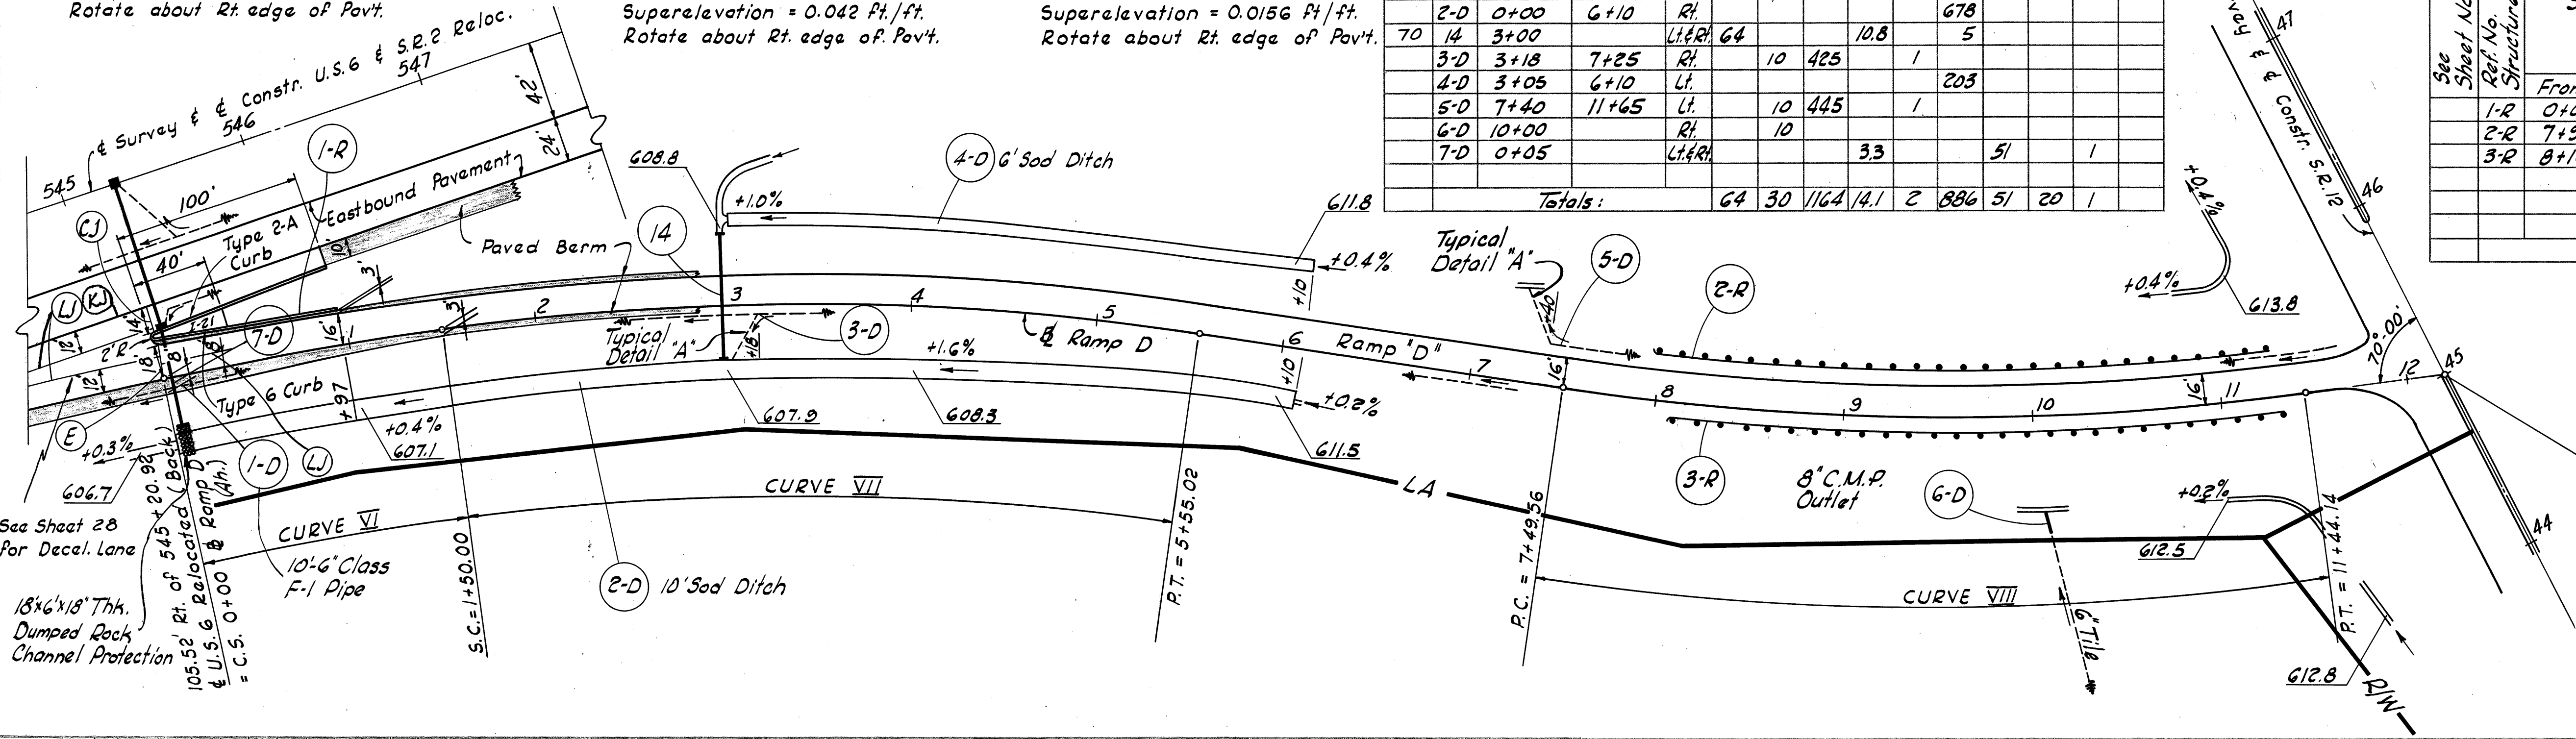 Rotate about Rt. edge of Pav't.
Superelevation = 0.042 ft./ft.
Rotate about Rt. edge of Pav't.
Superelevation = 0.0156 ft/ft.
Rotate about Rt. edge of Pav't.
2-D 0+00 6+10 Rt. 678
70 14 3+00 Lt.&Rt. 64 10.8 5
3-D 3+18 7+25 Rt. 10 425 1
4-D 3+05 6+10 Lt. 203
5-D 7+40 11+65 Lt. 10 445 1
6-D 10+00 Rt. 10
7-D 0+05 Lt.&Rt. 3.3 51 1
Totals: 64 30 1164 14.1 2 886 51 20 1
See
Sheet No.
Ref. No.
Structure
From
1-R
2-R
3-R
℄ Survey & ℄ Constr. U.S.6 & S.R.2 Reloc.
545
546
547
42'
24'
1-R
100'
Eastbound Pavement
CJ
Type 2-A
Curb
40'
10'
Paved Berm
3'
3'
LJ
KJ
14'
12'
2'R
7-D
18'
8'
8'
16'
12'
Type 6 Curb
E
+0.3%
606.7
1-D
LJ
+97
+0.4%
607.1
1
2
3
4
5
6
7
8
9
10
11
12
608.8
+1.0%
4-D 6' Sod Ditch
611.8
+0.4%
+10
14
Typical
Detail "A"
+18
3-D
+1.6%
℄ Ramp D
Ramp "D"
607.9
608.3
+10
+0.2%
611.5
Typical
Detail "A"
+40
5-D
2-R
16'
16'
+0.4%
+0.4%
613.8
70°-00'
℄ Constr. S.R.12
47
46
45
44
See Sheet 28
for Decel. Lane
18'x6'x18" Thk.
Dumped Rock
Channel Protection
105.52' Rt. of 545+20.92
℄ U.S. 6 Relocated (Back)
= C.S. 0+00 ℄ Ramp D
(Ah.)
CURVE VI
10'-6" Class
F-1 Pipe
S.C. = 1+50.00
CURVE VII
2-D 10' Sod Ditch
P.T. = 5+55.02
LA
P.C. = 7+49.56
3-R
8" C.M.P.
Outlet
6-D
+0.2%
612.5
CURVE VIII
6" Tile
P.T. = 11+44.14
612.8
R/W